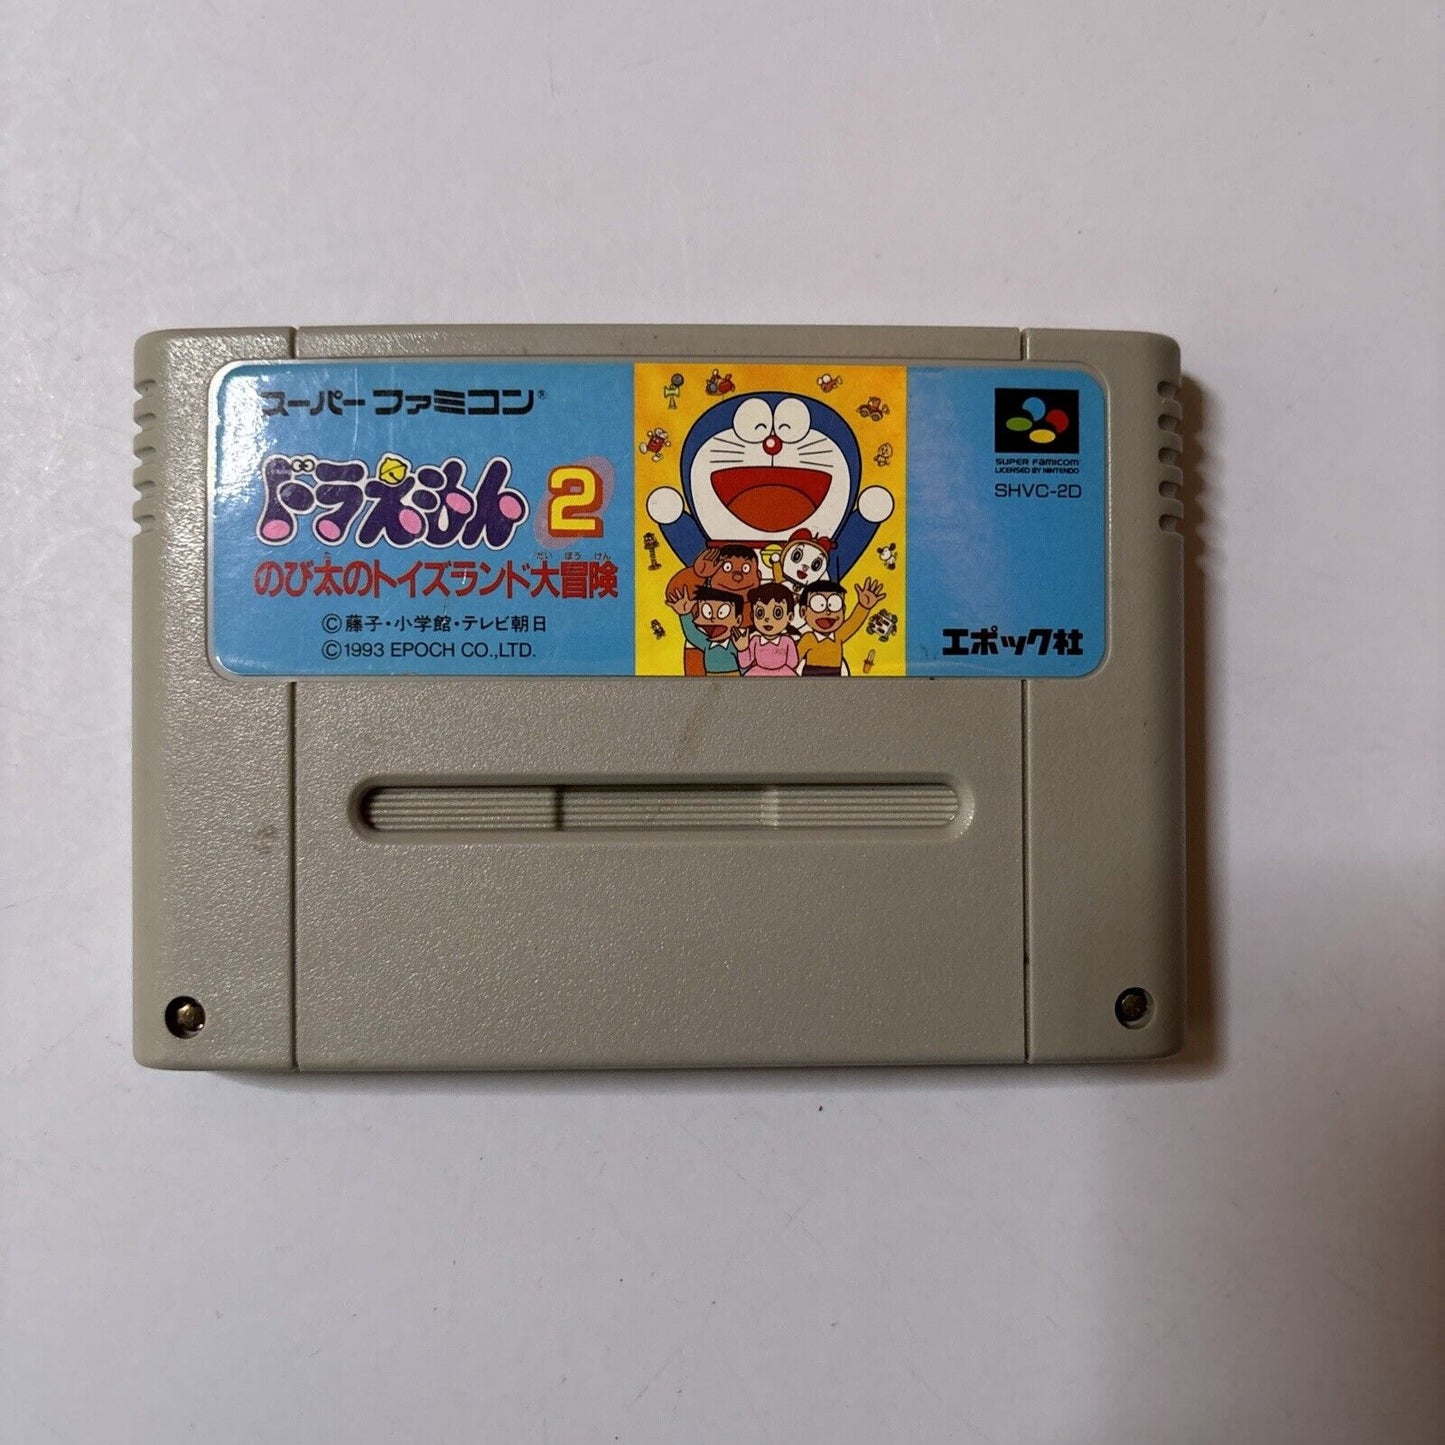 スーパーファミコン®
ドラえもん2
のび太のトイズランド大冒険
た だい ぼう けん
©藤子・小学館・テレビ朝日
©1993 EPOCH CO.,LTD.
SUPER FAMICOM
LICENSED BY NINTENDO
SHVC-2D
エポック社